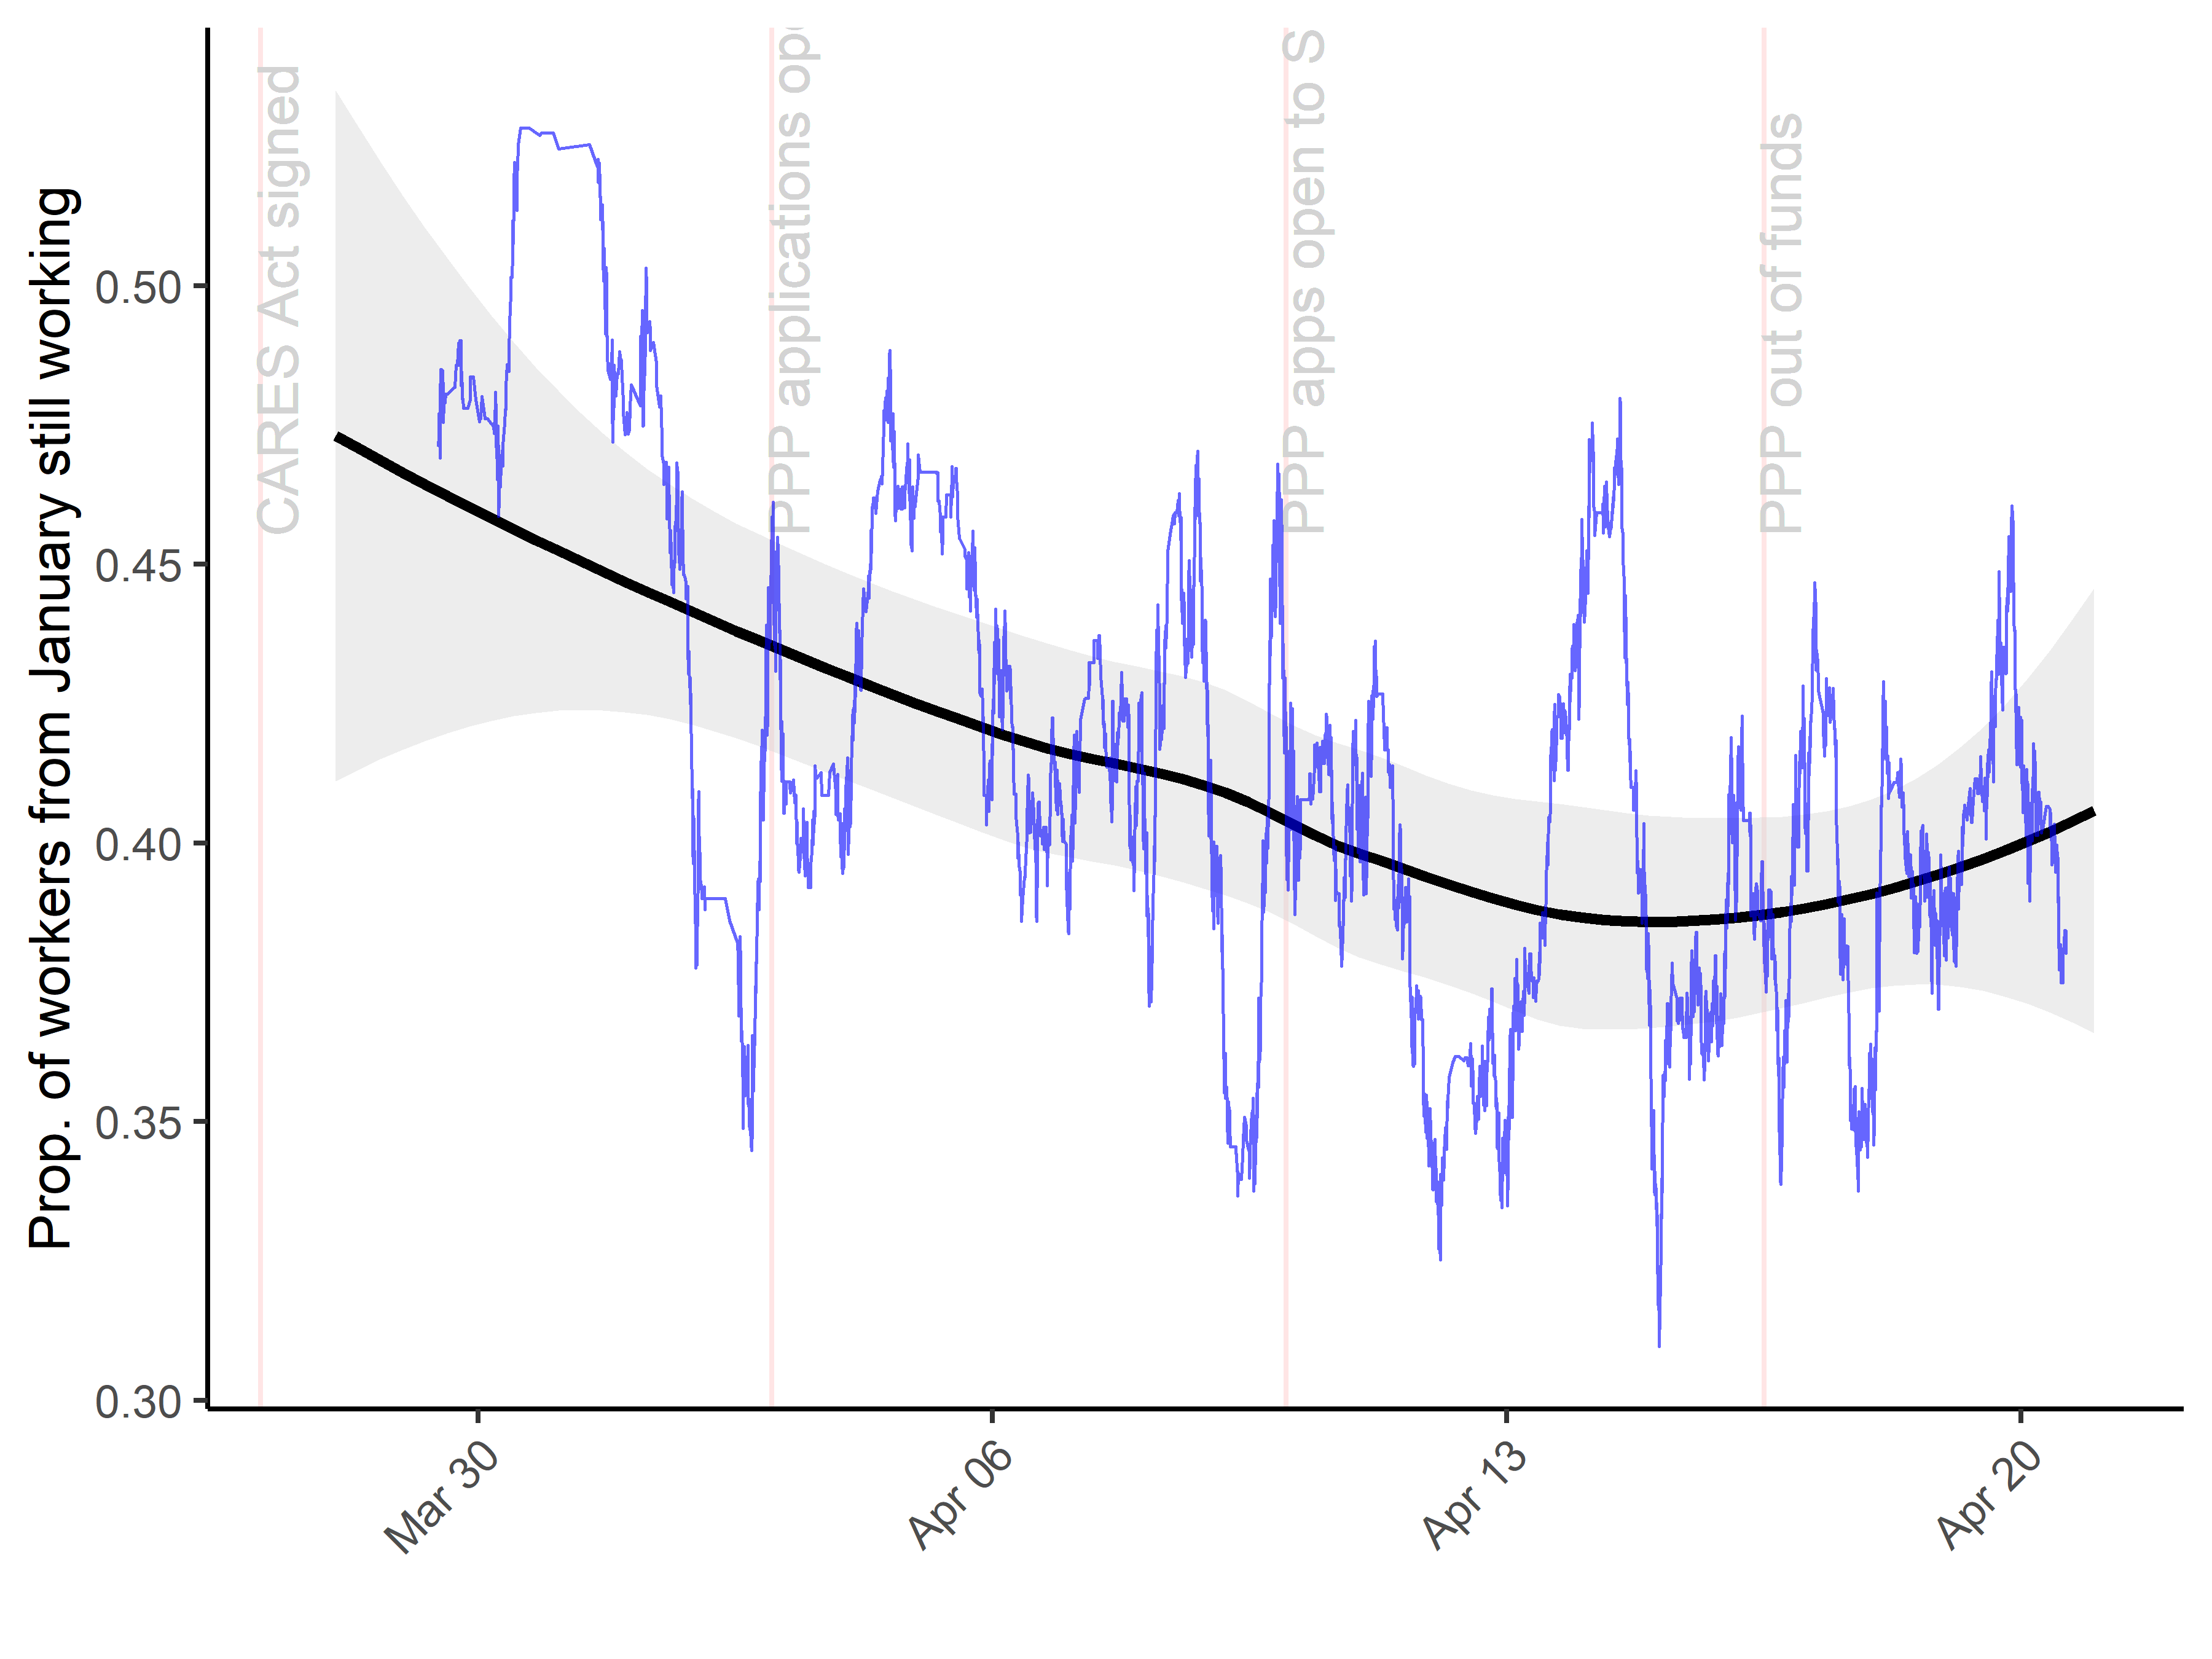 Prop. of workers from January still working
0.50
0.45
0.40
0.35
0.30
CARES Act signed
PPP applications op
PPP apps open to S
PPP out of funds
Mar 30
Apr 06
Apr 13
Apr 20